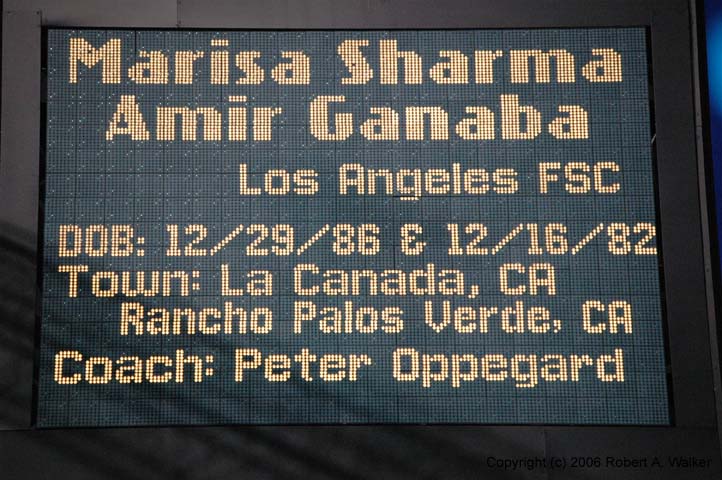 Marisa Sharma
Amir Ganaba
Los Angeles FSC
DOB: 12/29/86 & 12/16/82
Town: La Canada, CA
Rancho Palos Verde, CA
Coach: Peter Oppegard
Copyright (c) 2006 Robert A. Walker